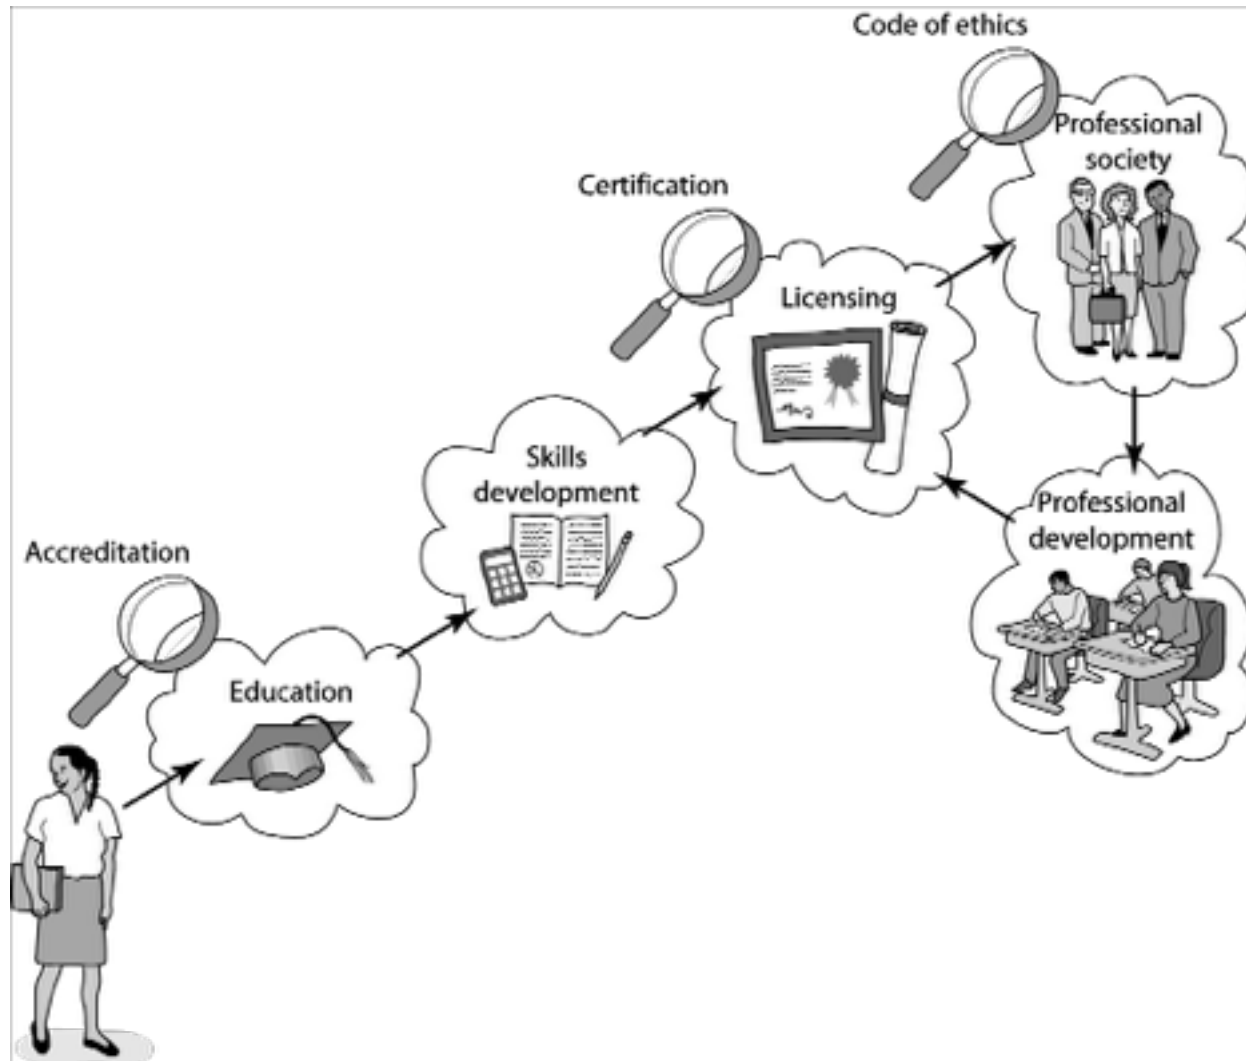 Code of ethics
Professional
society
Certification
Licensing
Skills
development
Professional
development
Accreditation
Education